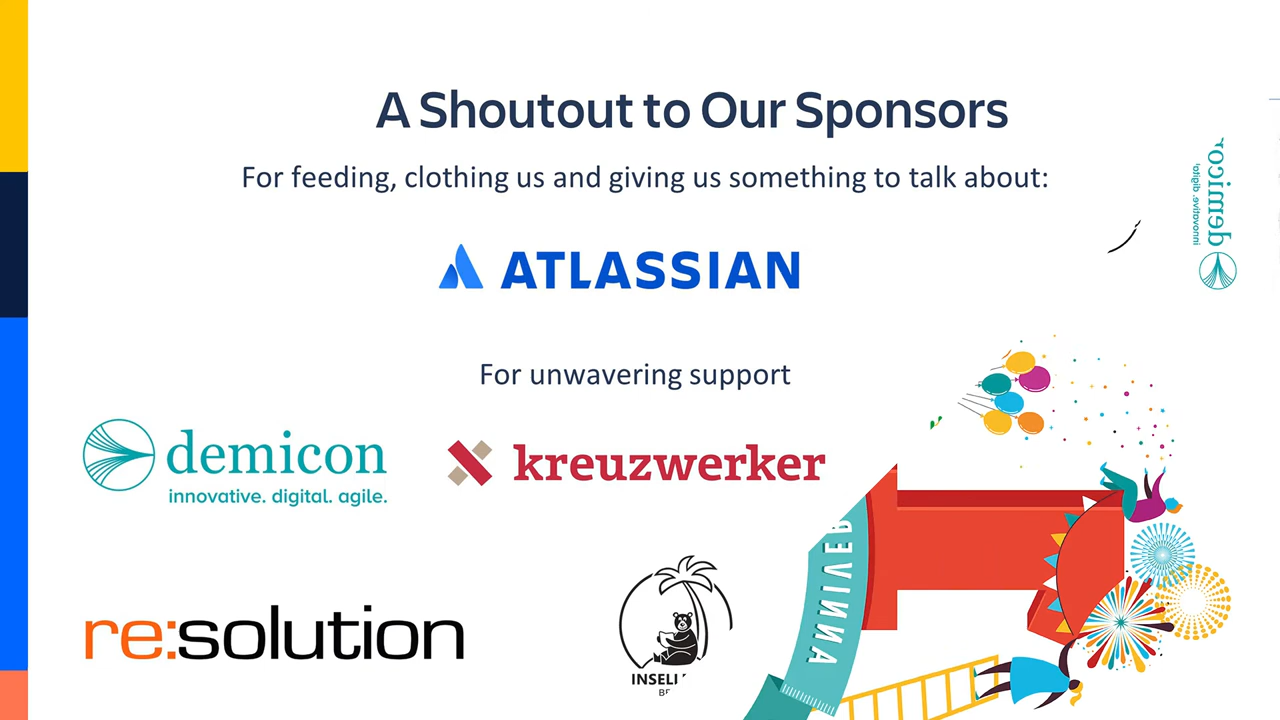 A Shoutout to Our Sponsors
For feeding, clothing us and giving us something to talk about:
ATLASSIAN
For unwavering support
demicon
innovative. digital. agile.
kreuzwerker
re:solution